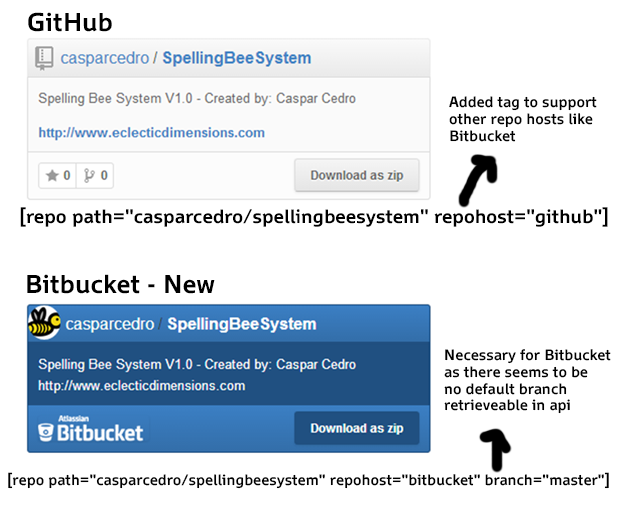 GitHub
casparcedro / SpellingBeeSystem
Spelling Bee System V1.0 - Created by: Caspar Cedro
http://www.eclecticdimensions.com
0 0
Download as zip
Added tag to support
other repo hosts like
Bitbucket
[repo path="casparcedro/spellingbeesystem" repohost="github"]
Bitbucket - New
casparcedro / SpellingBeeSystem
Spelling Bee System V1.0 - Created by: Caspar Cedro
http://www.eclecticdimensions.com
Atlassian
Bitbucket
Download as zip
Necessary for Bitbucket
as there seems to be
no default branch
retrieveable in api
[repo path="casparcedro/spellingbeesystem" repohost="bitbucket" branch="master"]